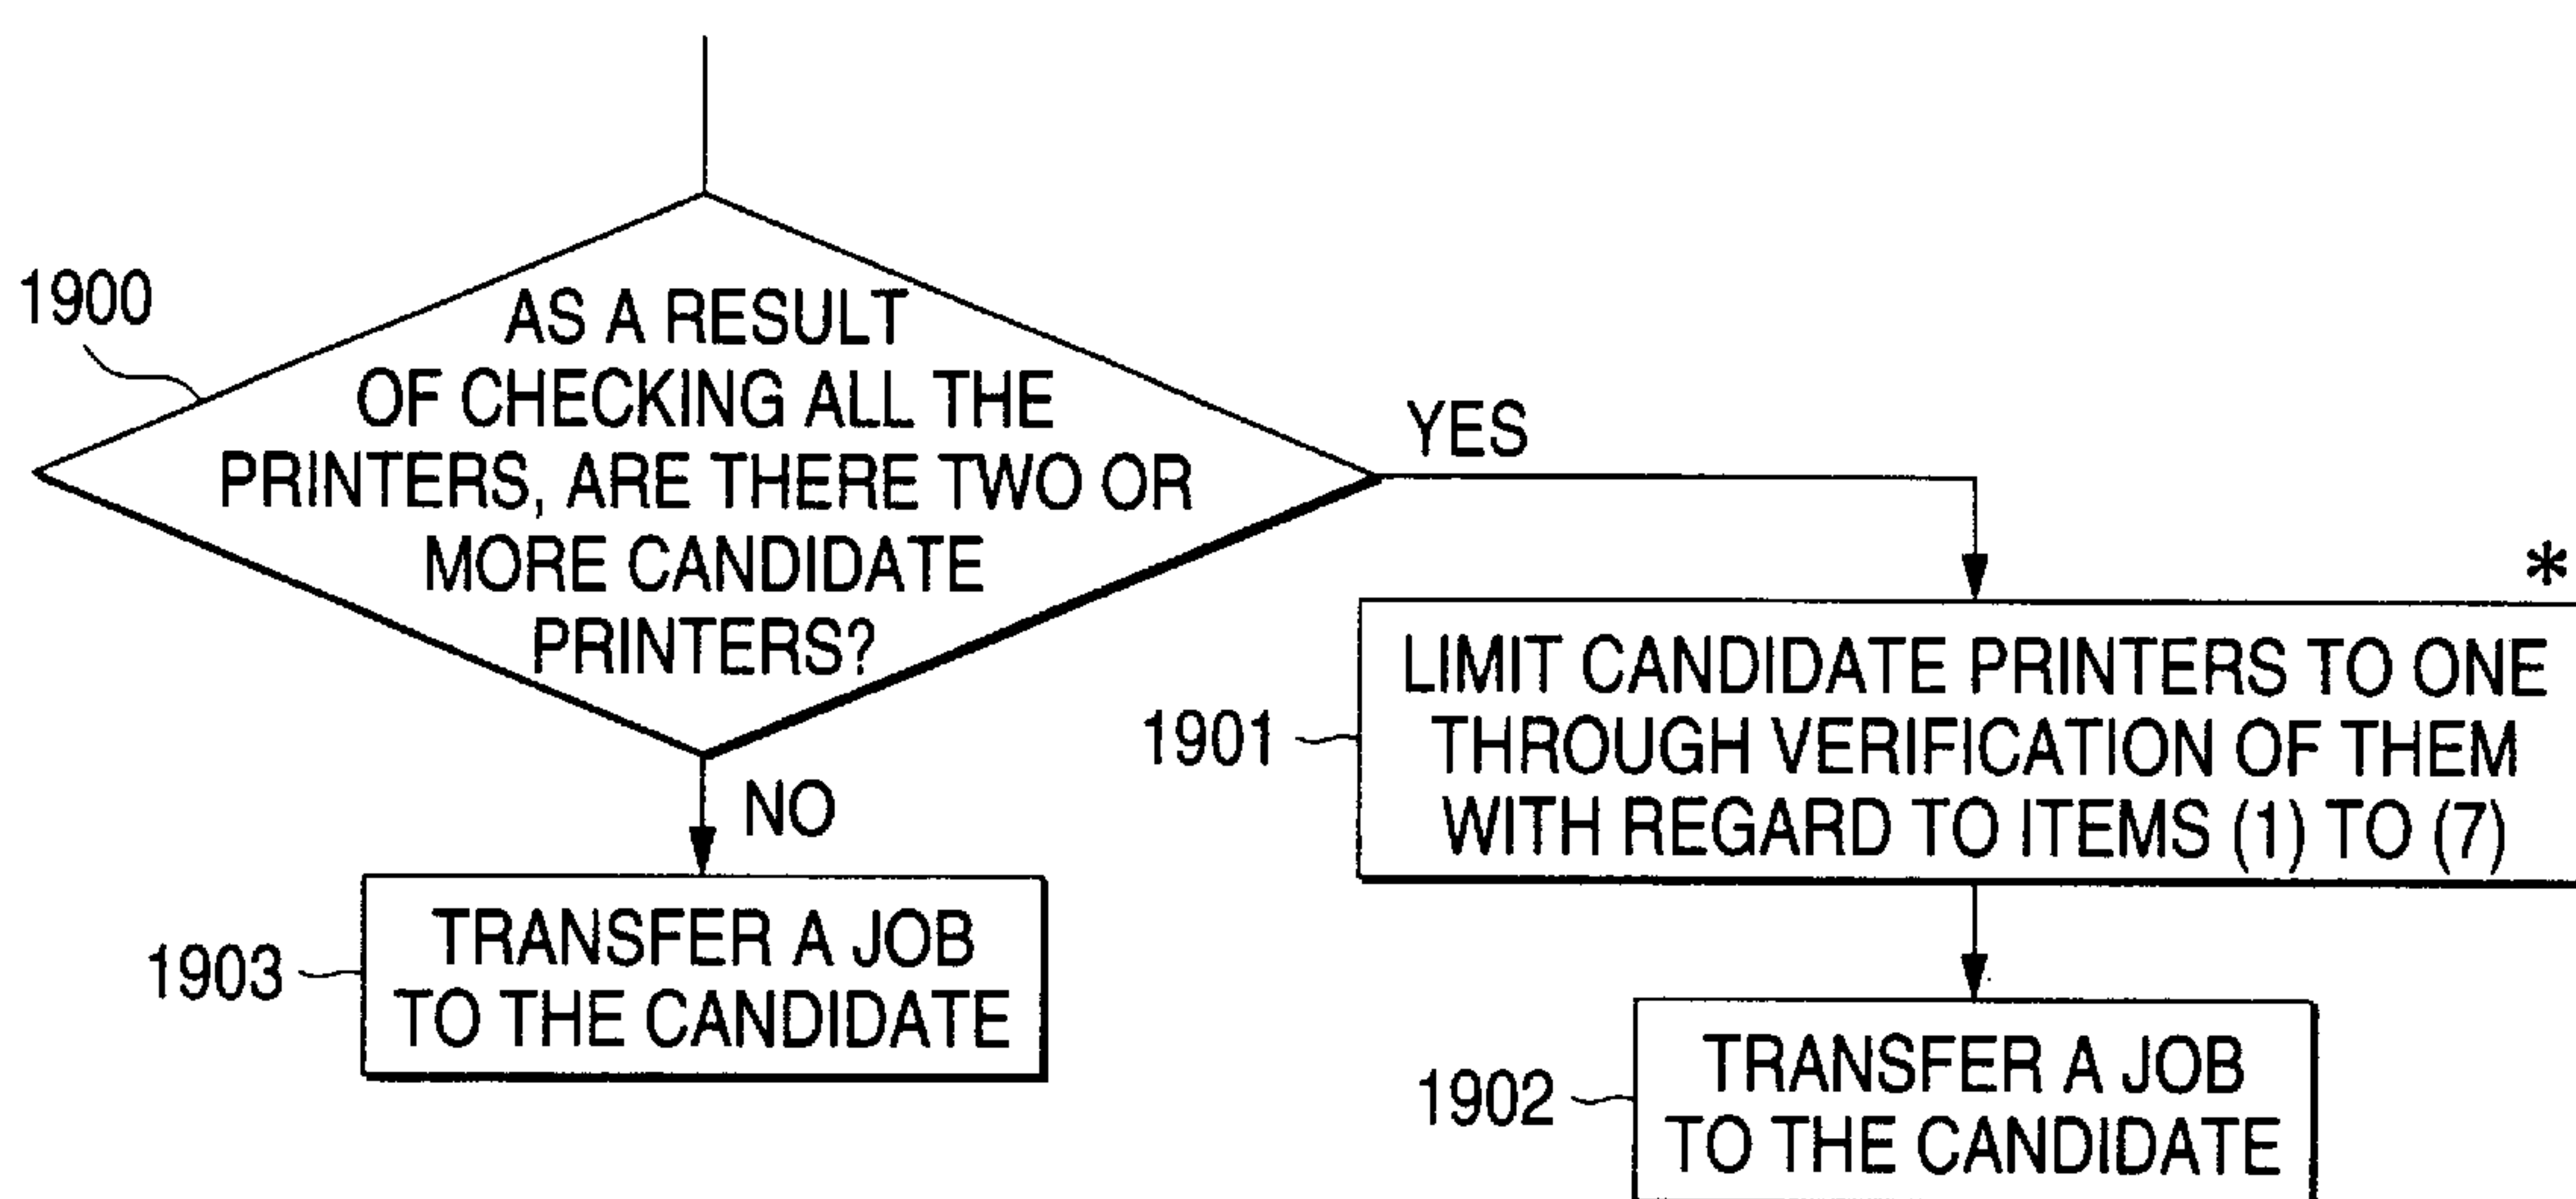 1900
AS A RESULT
OF CHECKING ALL THE
PRINTERS, ARE THERE TWO OR
MORE CANDIDATE
PRINTERS?
YES
NO
*
1901
LIMIT CANDIDATE PRINTERS TO ONE
THROUGH VERIFICATION OF THEM
WITH REGARD TO ITEMS (1) TO (7)
1903
TRANSFER A JOB
TO THE CANDIDATE
1902
TRANSFER A JOB
TO THE CANDIDATE